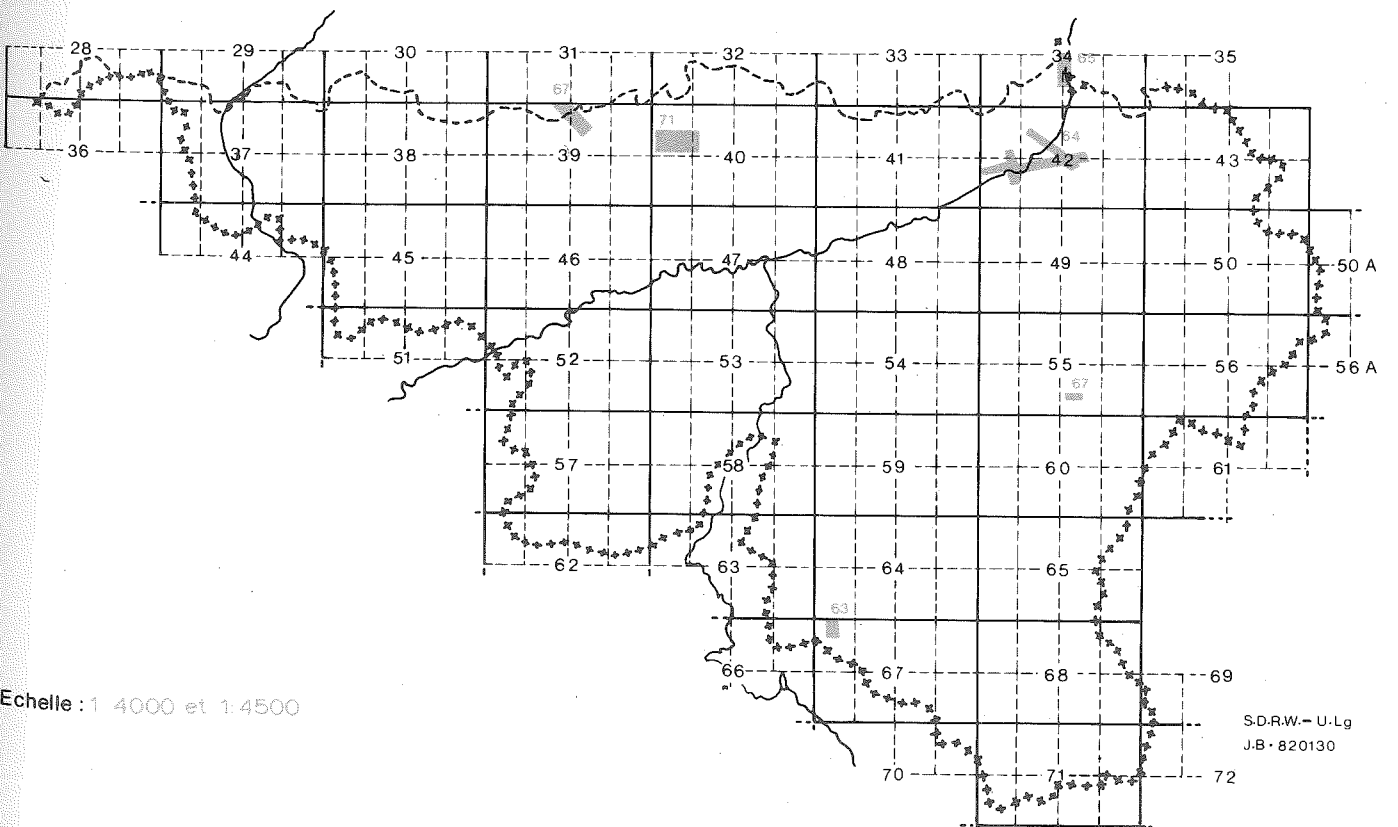 28 29 30 31 32 33 34 65 35
67
71
64
36 37 38 39 40 41 42 43
44 45 46 47 48 49 50 50 A
51 52 53 54 55 56 56 A
67
57 58 59 60 61
62 63 64 65
63
66 67 68 69
Echelle : 1 4000 et 1:4500
S.D.R.W.- U.Lg
J.B. 820130
70 71 72